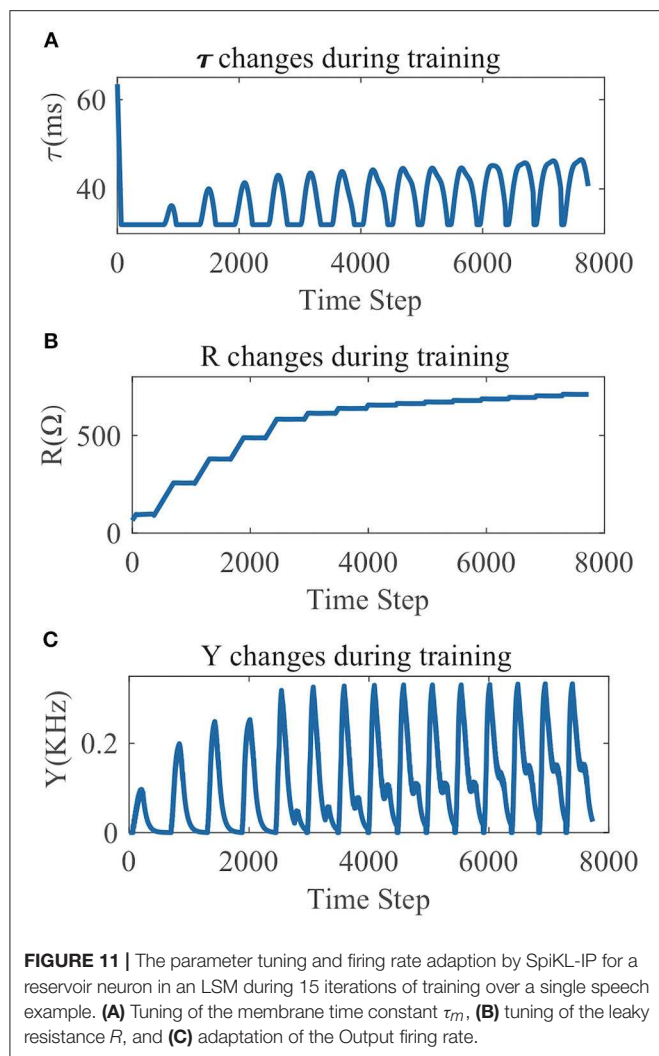 A
τ changes during training
τ(ms)
60
40
0 2000 4000 6000 8000
Time Step
B
R changes during training
R(Ω)
500
0
0 2000 4000 6000 8000
Time Step
C
Y changes during training
Y(KHz)
0.2
0
0 2000 4000 6000 8000
Time Step
FIGURE 11 | The parameter tuning and firing rate adaption by SpiKL-IP for a
reservoir neuron in an LSM during 15 iterations of training over a single speech
example. (A) Tuning of the membrane time constant τm, (B) tuning of the leaky
resistance R, and (C) adaptation of the Output firing rate.